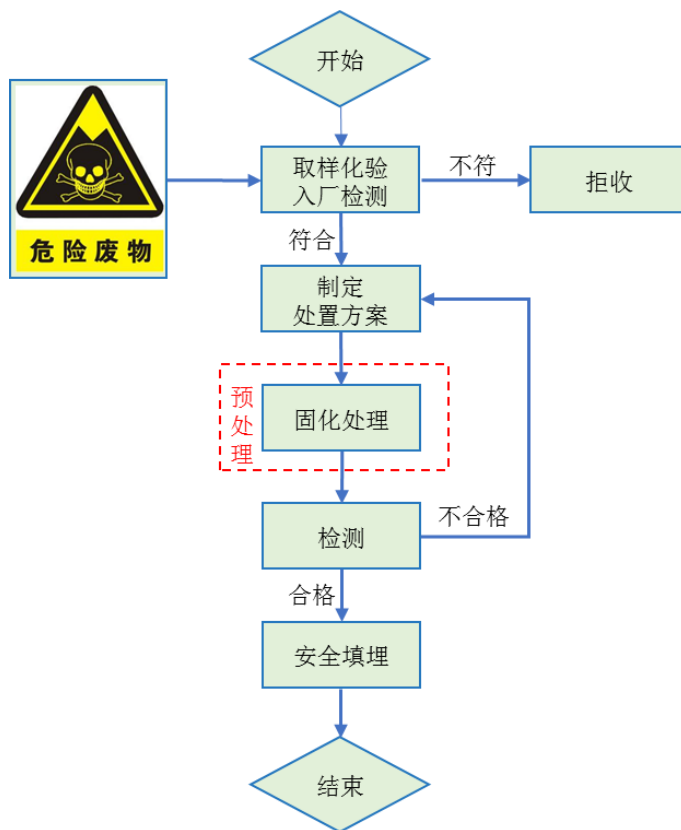 开始
取样化验
入厂检测
不符
拒收
危险废物
符合
制定
处置方案
预
处
理
固化处理
不合格
检测
合格
安全填埋
结束